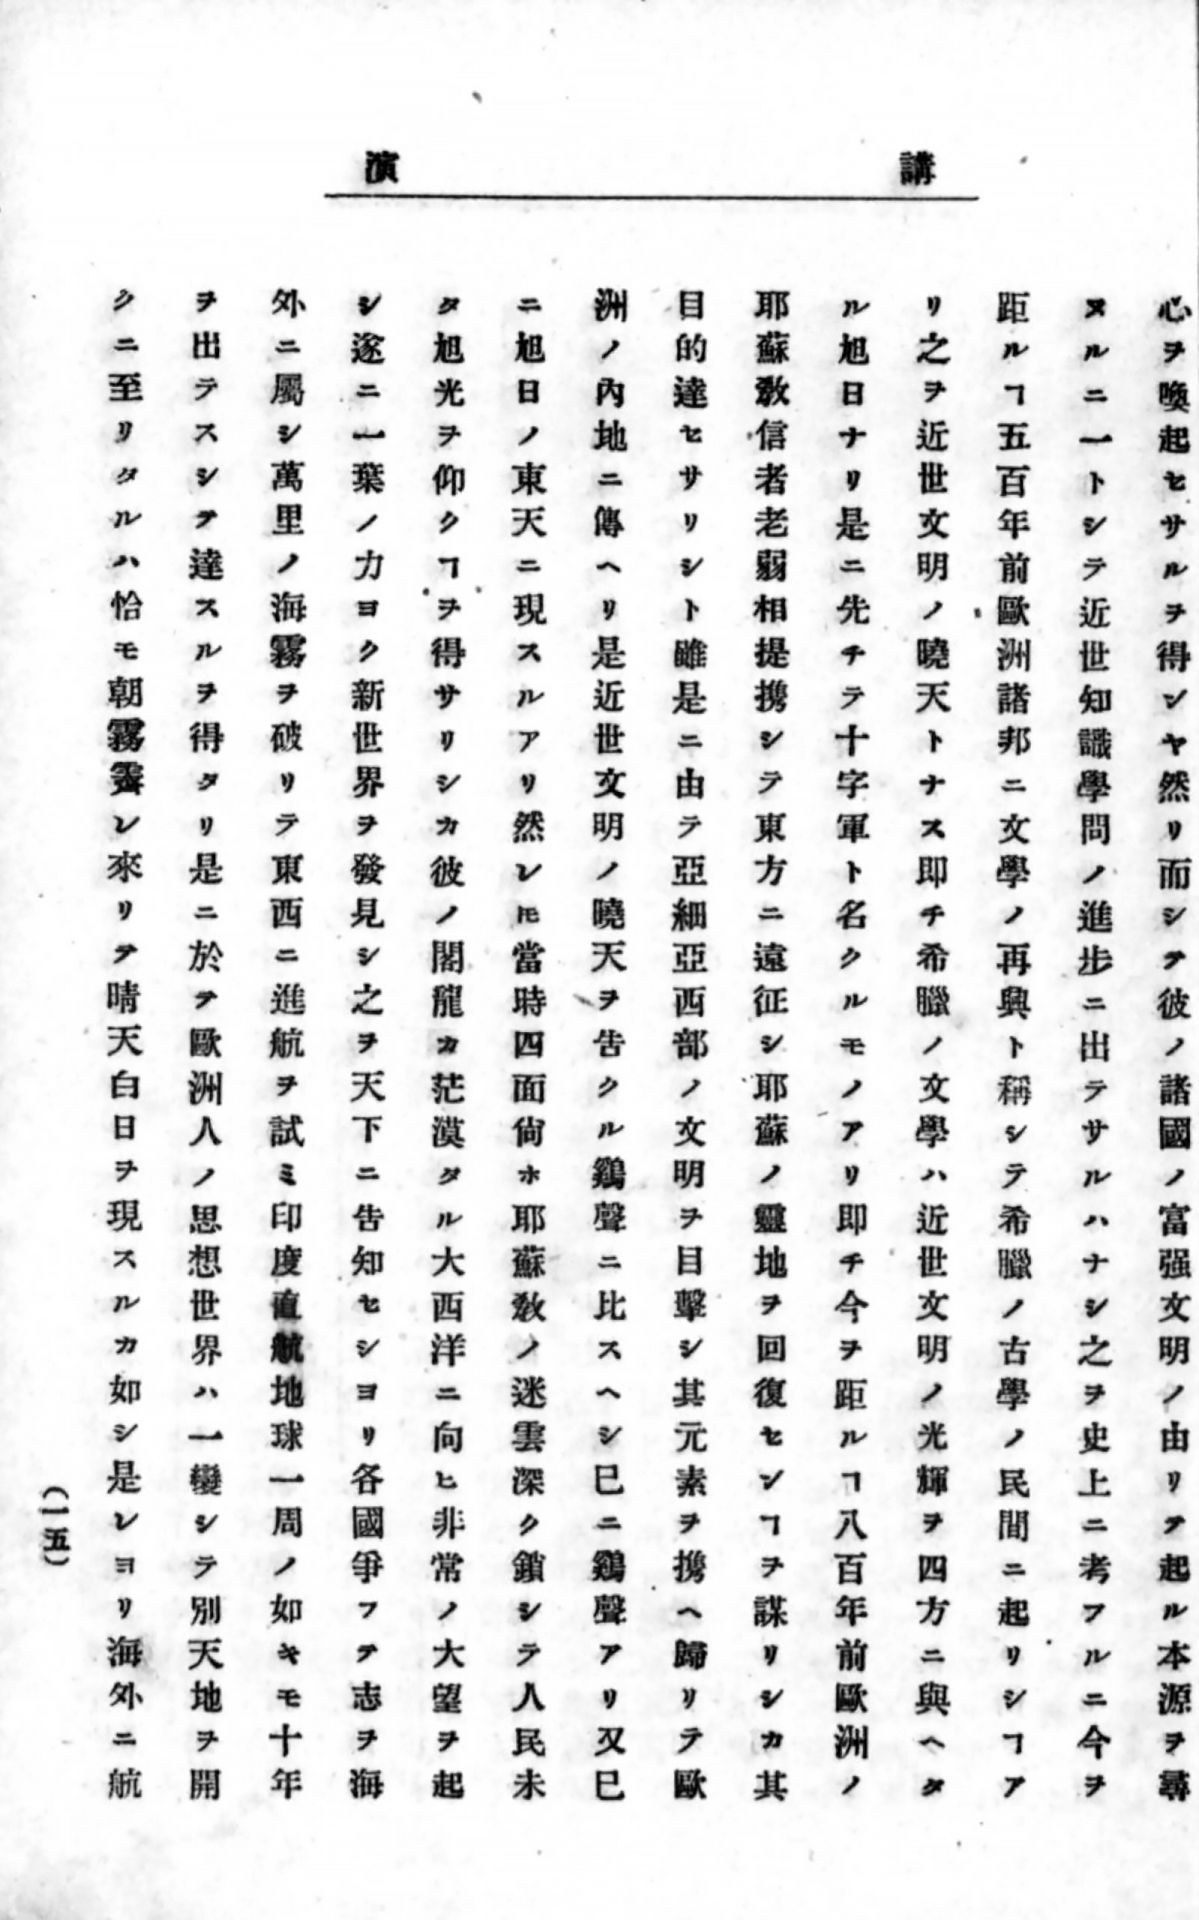 講演
心ヲ喚起セサルヲ得ンヤ然リ而シテ彼ノ諸國ノ富强文明ノ由リテ起ル本源ヲ尋
ヌルニ一トシテ近世知識學問ノ進步ニ出テサルハナシ之ヲ史上ニ考フルニ今ヲ
距ルヿ五百年前歐洲諸邦ニ文學ノ再興ト稱シテ希臘ノ古學ノ民間ニ起リシヿア
リ之ヲ近世文明ノ曉天トナス即チ希臘ノ文學ハ近世文明ノ光輝ヲ四方ニ與ヘタ
ル旭日ナリ是ニ先チテ十字軍ト名クルモノアリ即チ今ヲ距ルヿ八百年前歐洲ノ
耶蘇敎信者老弱相提携シテ東方ニ遠征シ耶蘇ノ靈地ヲ回復センヿヲ謀リシカ其
目的達セサリシト雖是ニ由テ亞細亞西部ノ文明ヲ目擊シ其元素ヲ携ヘ歸リテ歐
洲ノ內地ニ傳ヘリ是近世文明ノ曉天ヲ告クル鷄聲ニ比スヘシ已ニ鷄聲アリ又已
ニ旭日ノ東天ニ現スルアリ然レ𪜈當時四面尙ホ耶蘇敎ノ迷雲深ク鎖シテ人民未
タ旭光ヲ仰クヿヲ得サリシカ彼ノ閣龍カ茫漠タル大西洋ニ向ヒ非常ノ大望ヲ起
シ遂ニ一葉ノ力ヨク新世界ヲ發見シ之ヲ天下ニ告知セシヨリ各國爭フテ志ヲ海
外ニ屬シ萬里ノ海霧ヲ破リテ東西ニ進航ヲ試ミ印度直航地球一周ノ如キモ十年
ヲ出テスシテ達スルヲ得タリ是ニ於テ歐洲人ノ思想世界ハ一變シテ別天地ヲ開
クニ至リタルハ恰モ朝霧霽レ來リテ晴天白日ヲ現スルカ如シ是レヨリ海外ニ航
(一五)